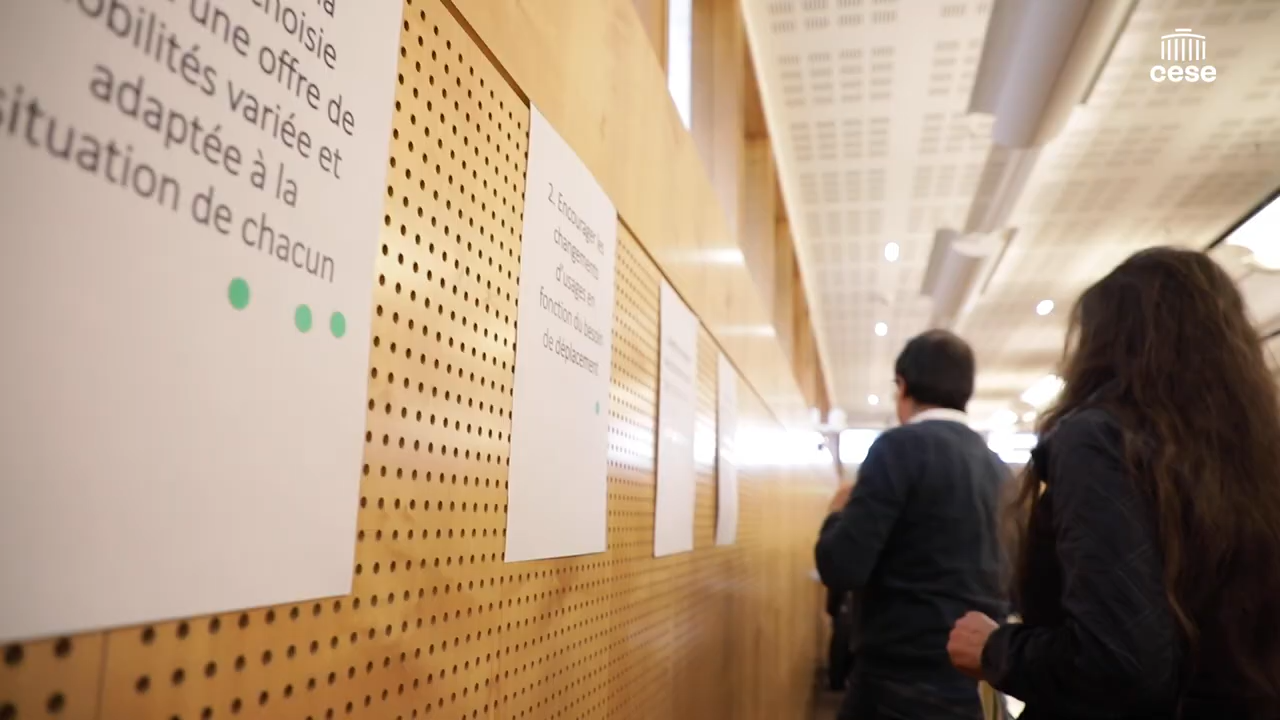 choisie
une offre de
mobilités variée et
adaptée à la
situation de chacun
2. Encourager les
changements
d'usages en
fonction du besoin
de déplacement
cese